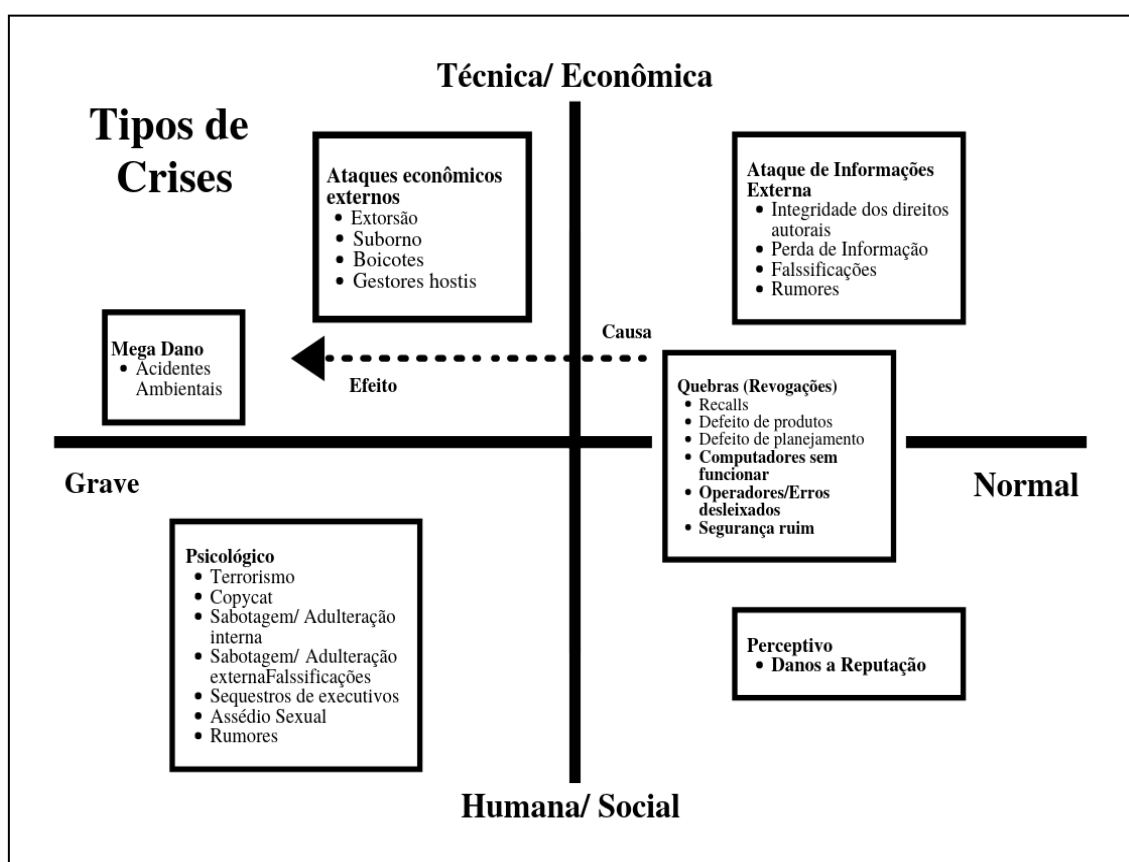 Técnica/ Econômica
Tipos de
Crises
Ataques econômicos
externos
• Extorsão
• Suborno
• Boicotes
• Gestores hostis
Ataque de Informações
Externa
• Integridade dos direitos
autorais
• Perda de Informação
• Falssificações
• Rumores
Mega Dano
• Acidentes
Ambientais
Causa
Efeito
Quebras (Revogações)
• Recalls
• Defeito de produtos
• Defeito de planejamento
• Computadores sem
funcionar
• Operadores/Erros
desleixados
• Segurança ruim
Grave
Normal
Psicológico
• Terrorismo
• Copycat
• Sabotagem/ Adulteração
interna
• Sabotagem/ Adulteração
externaFalssificações
• Sequestros de executivos
• Assédio Sexual
• Rumores
Perceptivo
• Danos a Reputação
Humana/ Social